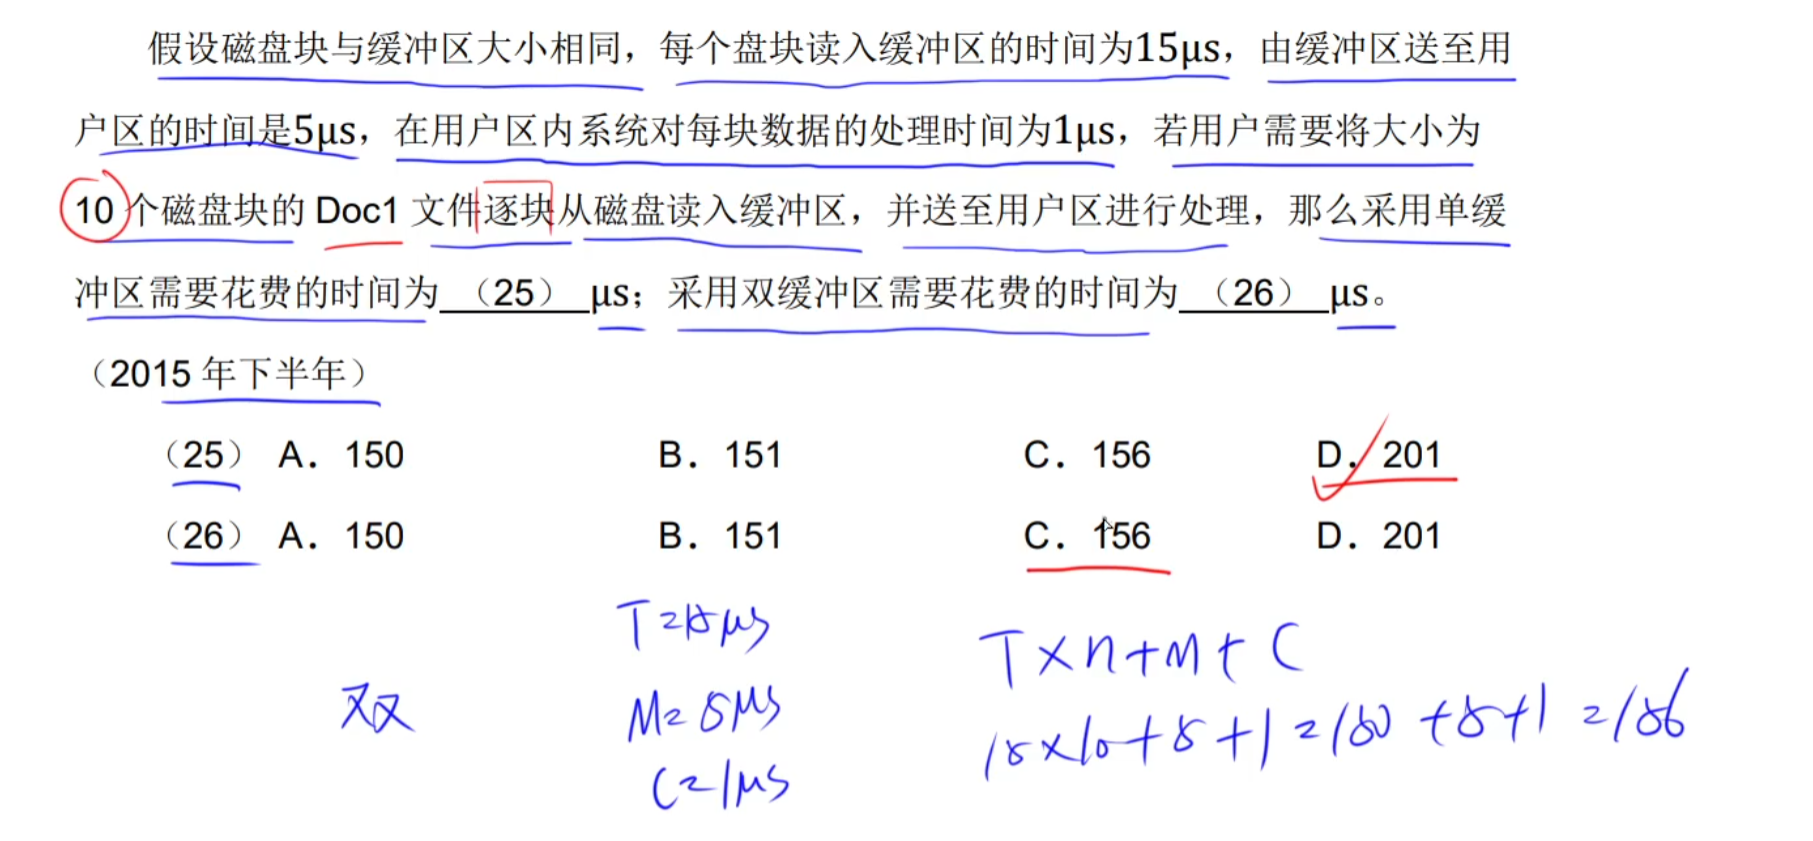 假设磁盘块与缓冲区大小相同，每个盘块读入缓冲区的时间为15μs，由缓冲区送至用
户区的时间是5μs，在用户区内系统对每块数据的处理时间为1μs，若用户需要将大小为
10个磁盘块的 Doc1 文件逐块从磁盘读入缓冲区，并送至用户区进行处理，那么采用单缓
冲区需要花费的时间为（25）μs；采用双缓冲区需要花费的时间为（26）μs。
（2015 年下半年）
（25） A．150 B．151 C．156 D．201
（26） A．150 B．151 C．156 D．201
T=15μs
M=5μs
C=1μs
双
T×n+M+C
15×10+5+1=150+5+1=156